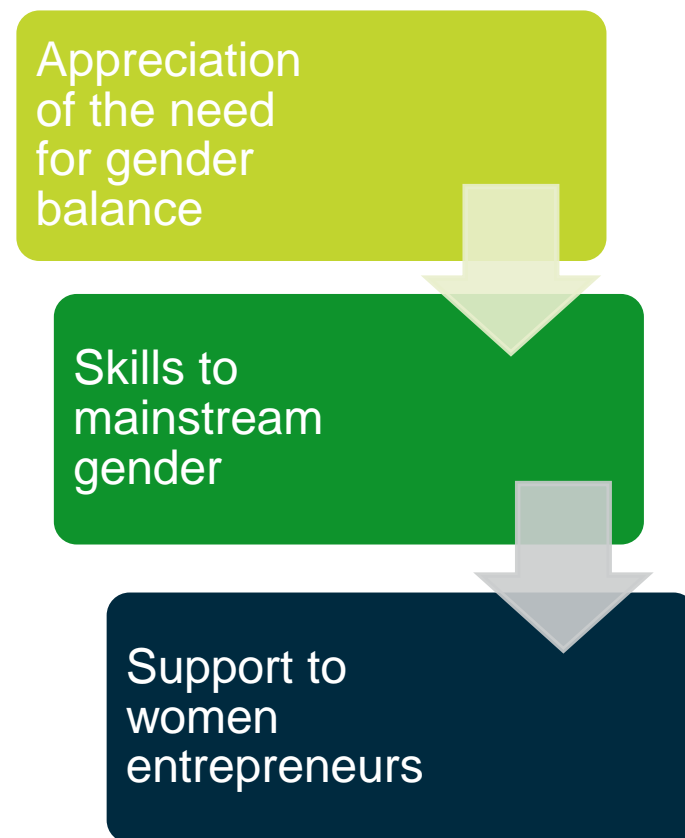 Appreciation
of the need
for gender
balance
Skills to
mainstream
gender
Support to
women
entrepreneurs